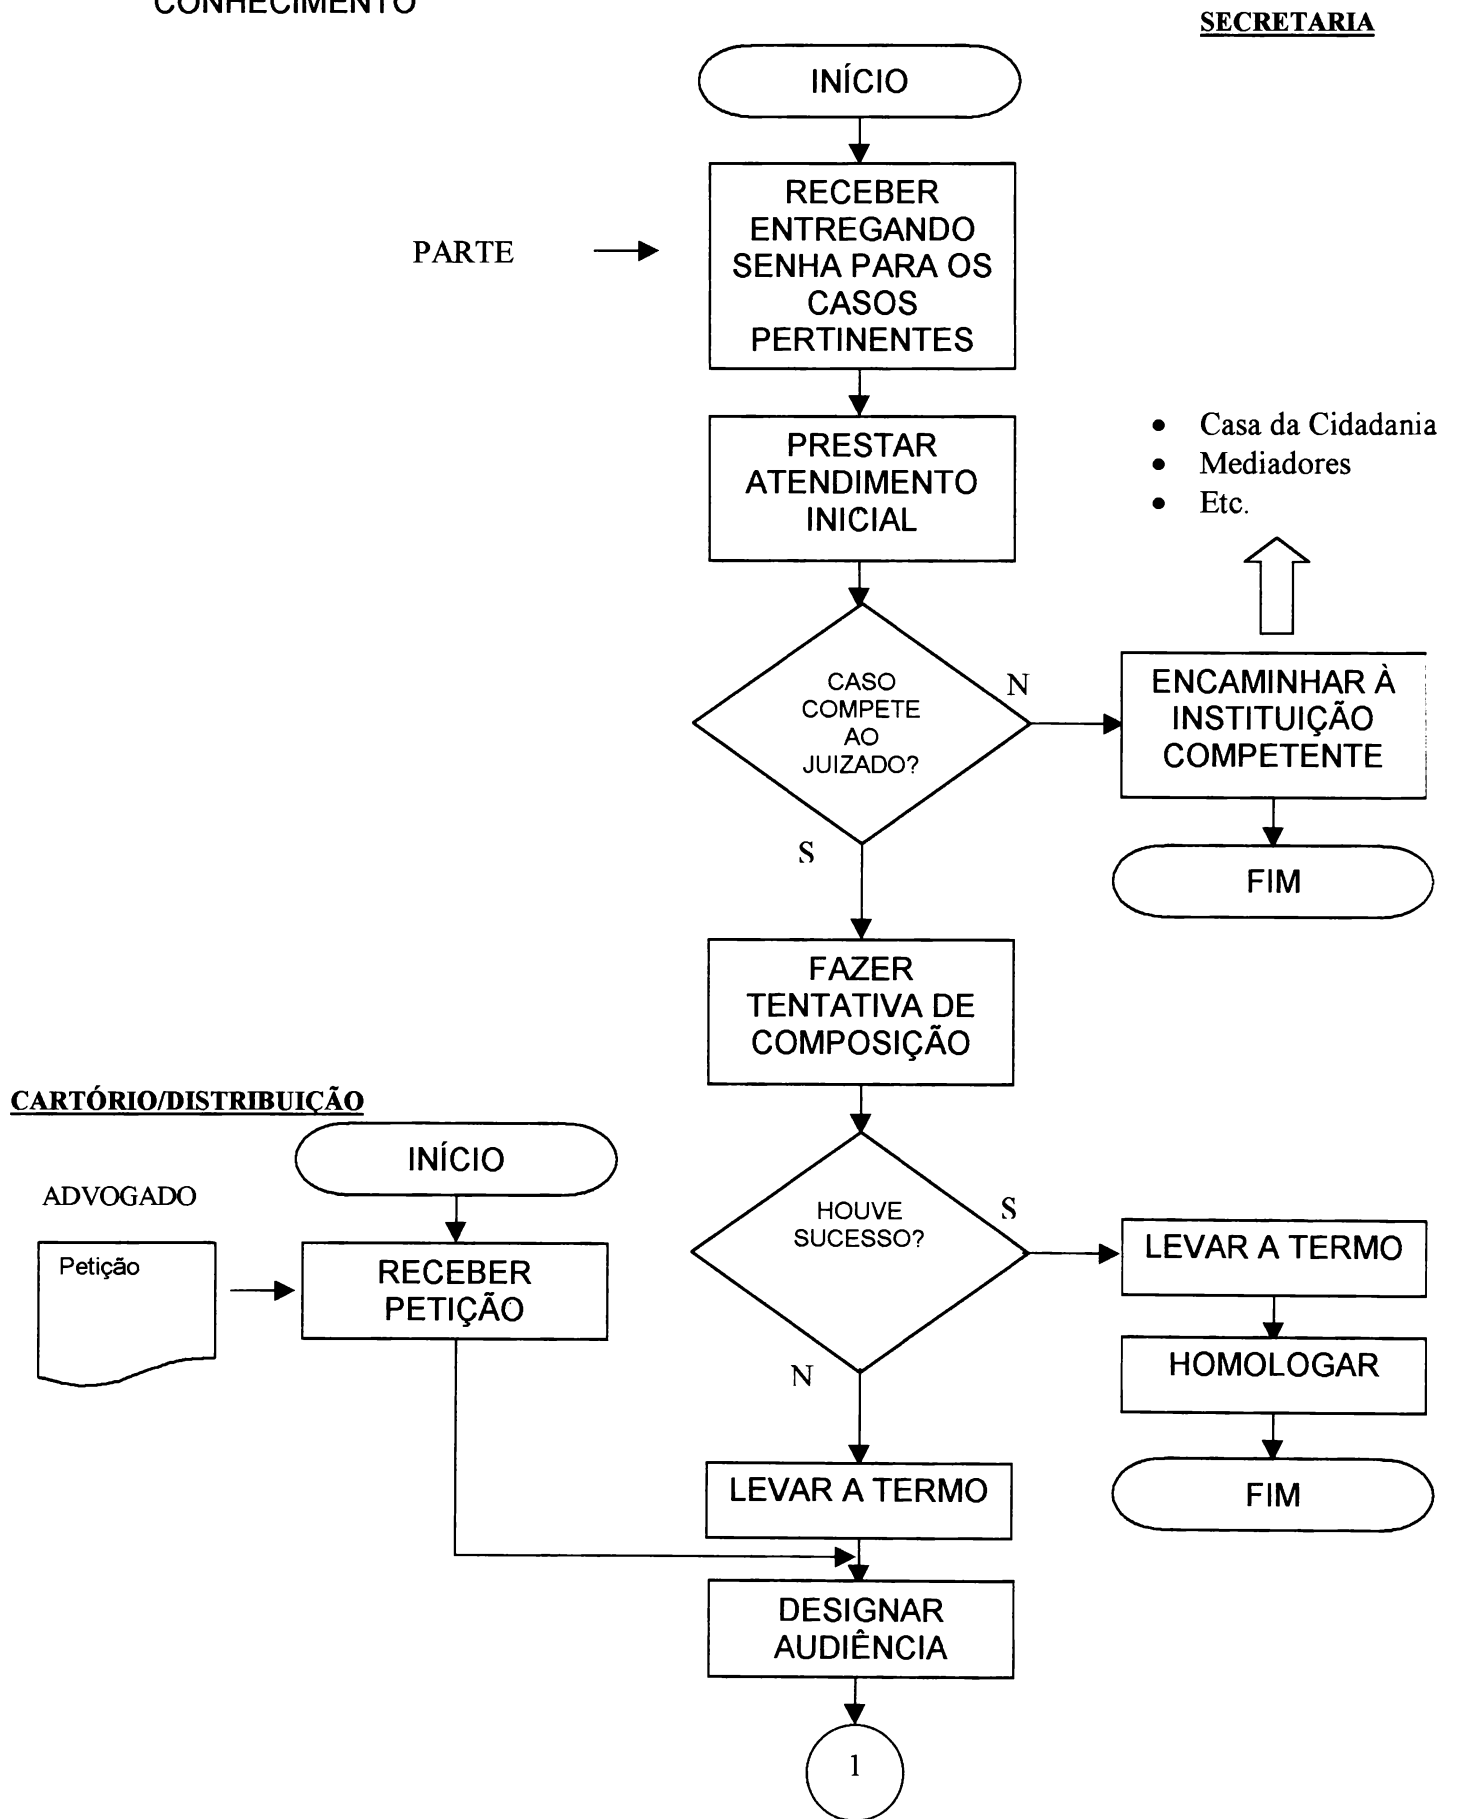 CONHECIMENTO
SECRETARIA
INÍCIO
RECEBER
ENTREGANDO
SENHA PARA OS
CASOS
PERTINENTES
PARTE
PRESTAR
ATENDIMENTO
INICIAL
• Casa da Cidadania
• Mediadores
• Etc.
CASO
COMPETE
AO
JUIZADO?
N
ENCAMINHAR À
INSTITUIÇÃO
COMPETENTE
S
FIM
FAZER
TENTATIVA DE
COMPOSIÇÃO
CARTÓRIO/DISTRIBUIÇÃO
INÍCIO
ADVOGADO
Petição
RECEBER
PETIÇÃO
HOUVE
SUCESSO?
S
LEVAR A TERMO
HOMOLOGAR
N
FIM
LEVAR A TERMO
DESIGNAR
AUDIÊNCIA
1